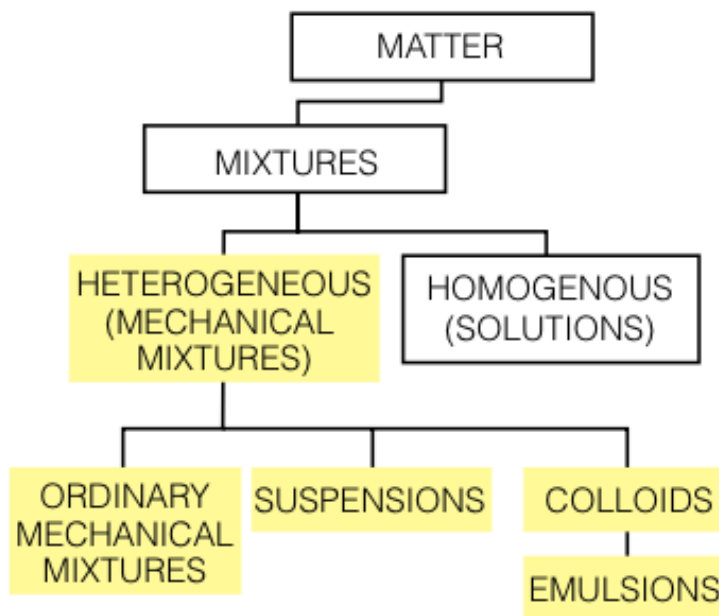 MATTER
MIXTURES
HETEROGENEOUS
(MECHANICAL
MIXTURES)
HOMOGENOUS
(SOLUTIONS)
ORDINARY
MECHANICAL
MIXTURES
SUSPENSIONS
COLLOIDS
EMULSIONS